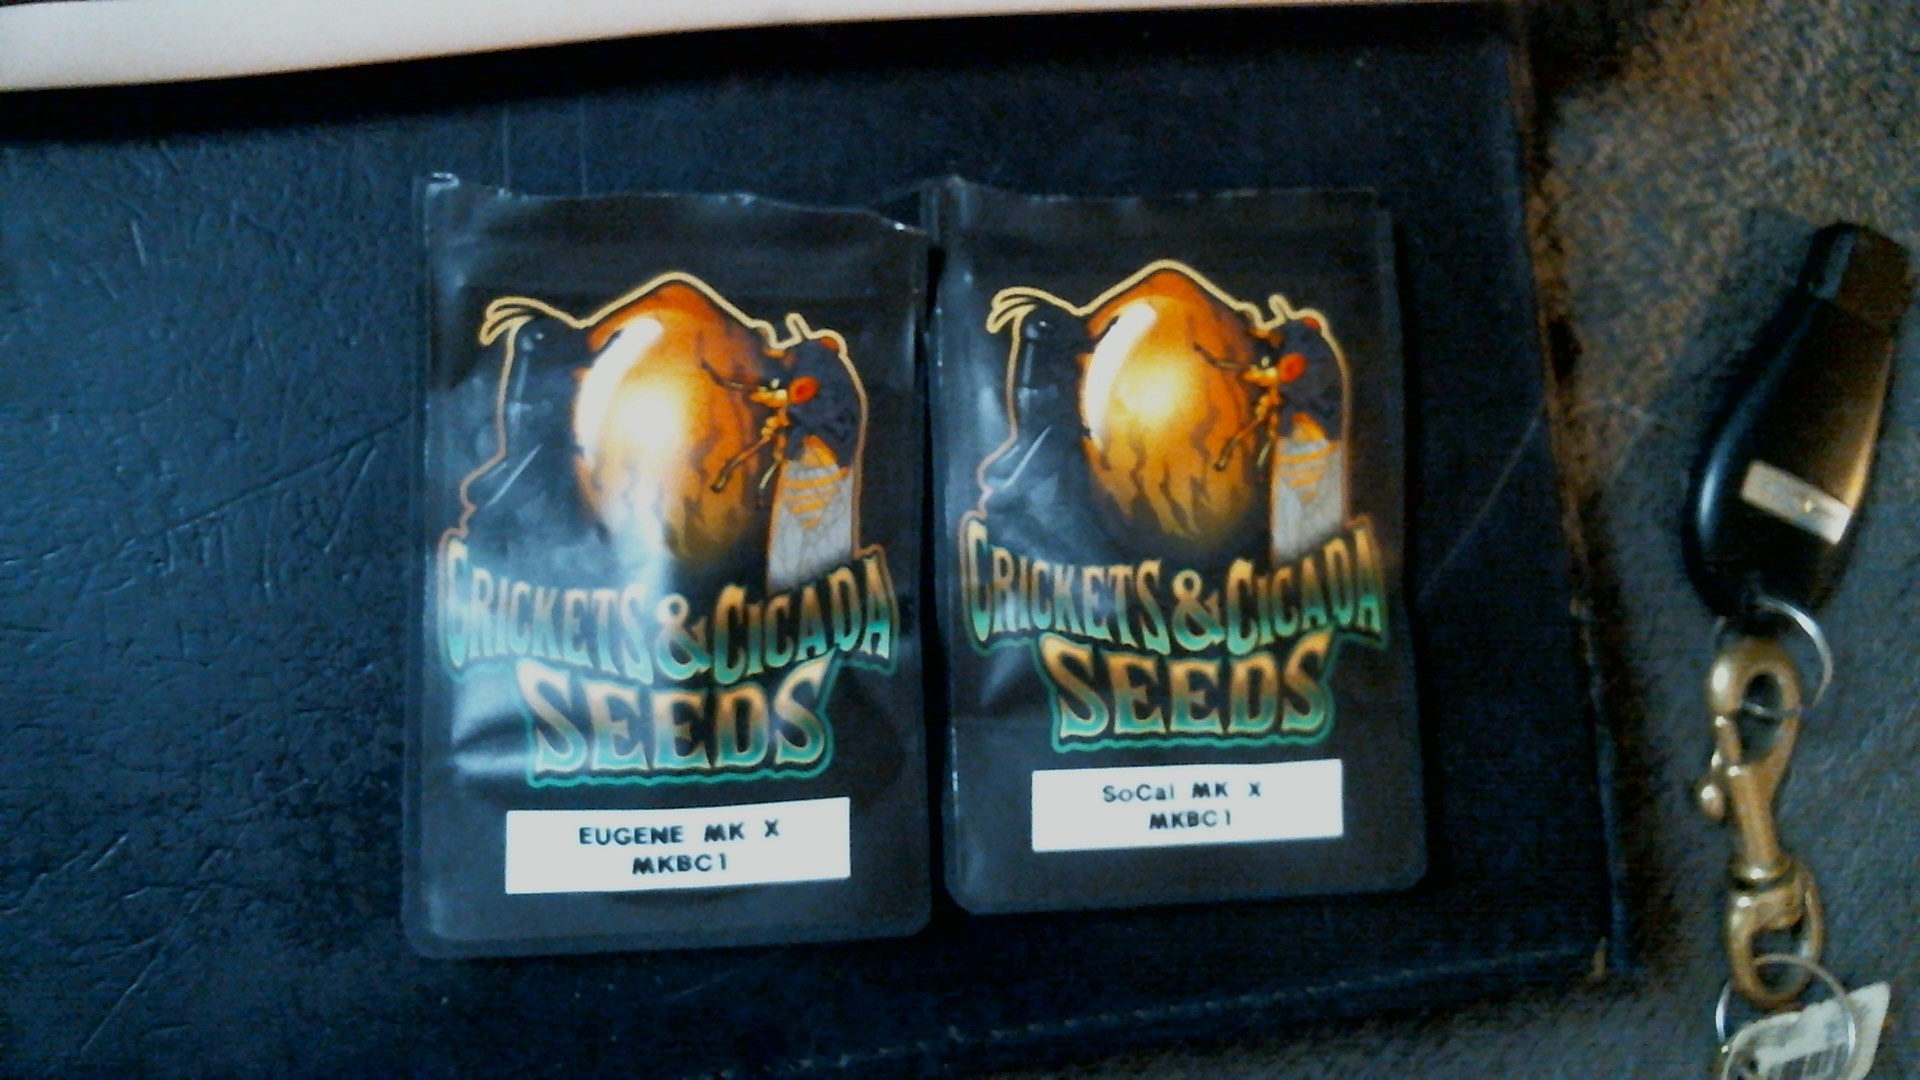 CRICKETS & CICADA
SEEDS
EUGENE MK X
MKBC1
CRICKETS & CICADA
SEEDS
SoCal MK X
MKBC1